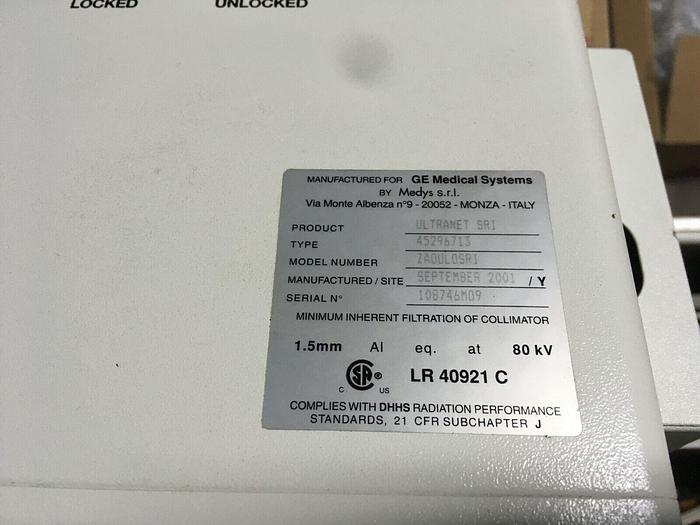 LOCKED UNLOCKED
MANUFACTURED FOR GE Medical Systems
BY Medys s.r.l.
Via Monte Albenza n°9 - 20052 - MONZA - ITALY
PRODUCT ULTRANET SRI
TYPE 45296713
MODEL NUMBER ZAOULOSRI
MANUFACTURED / SITE SEPTEMBER 2001 / Y
SERIAL N° 108746M09
MINIMUM INHERENT FILTRATION OF COLLIMATOR
1.5mm Al eq. at 80 kV
C SA ® US LR 40921 C
COMPLIES WITH DHHS RADIATION PERFORMANCE
STANDARDS, 21 CFR SUBCHAPTER J